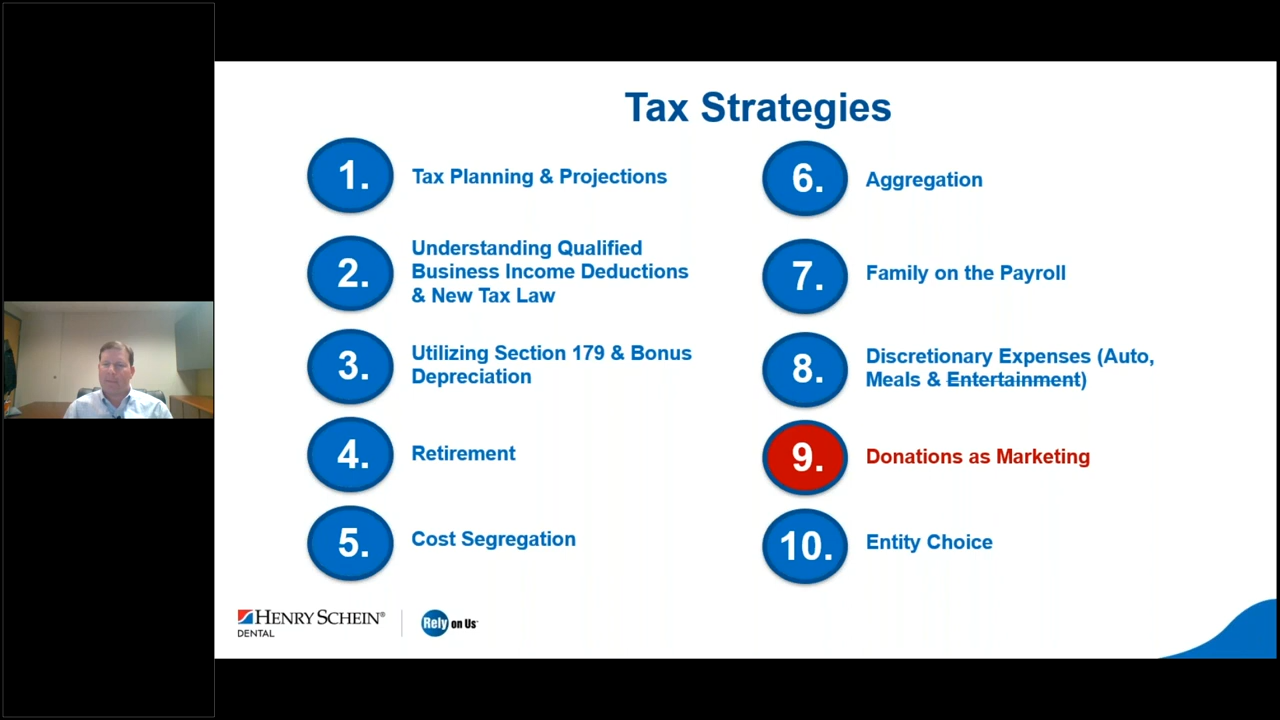 Tax Strategies
1.
Tax Planning & Projections
2.
Understanding Qualified
Business Income Deductions
& New Tax Law
3.
Utilizing Section 179 & Bonus
Depreciation
4.
Retirement
5.
Cost Segregation
6.
Aggregation
7.
Family on the Payroll
8.
Discretionary Expenses (Auto,
Meals & Entertainment)
9.
Donations as Marketing
10.
Entity Choice
HENRY SCHEIN®
DENTAL
Rely on Us